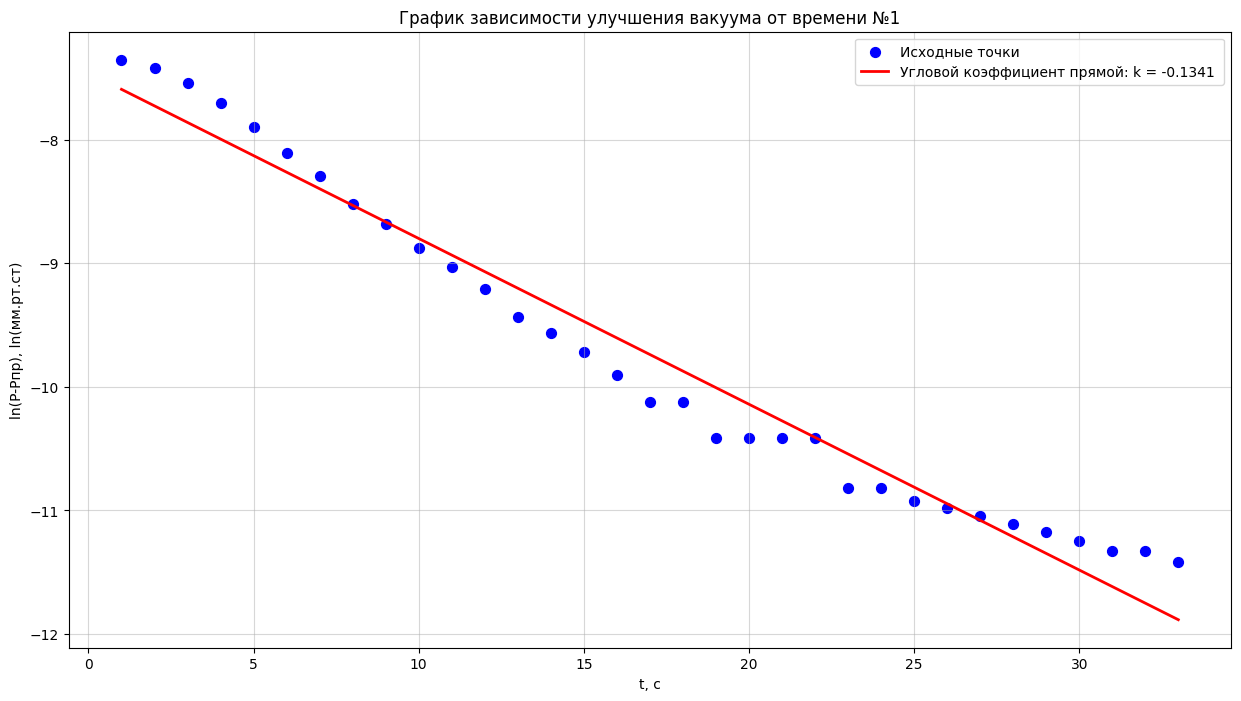 График зависимости улучшения вакуума от времени №1
Исходные точки
Угловой коэффициент прямой: k = -0.1341
ln(P-Pпр), ln(мм.рт.ст)
−8
−9
−10
−11
−12
0 5 10 15 20 25 30
t, с